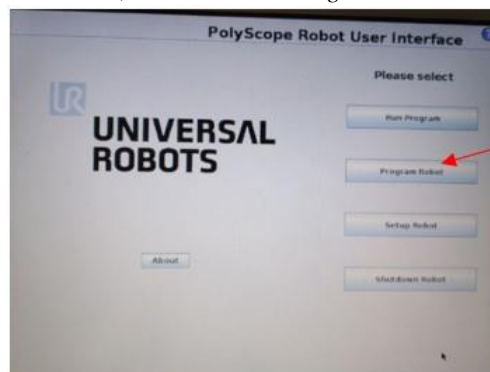 PolyScope Robot User Interface
?
Please select
UR
UNIVERSAL
ROBOTS
Run Program
Program Robot
Setup Robot
About
Shutdown Robot